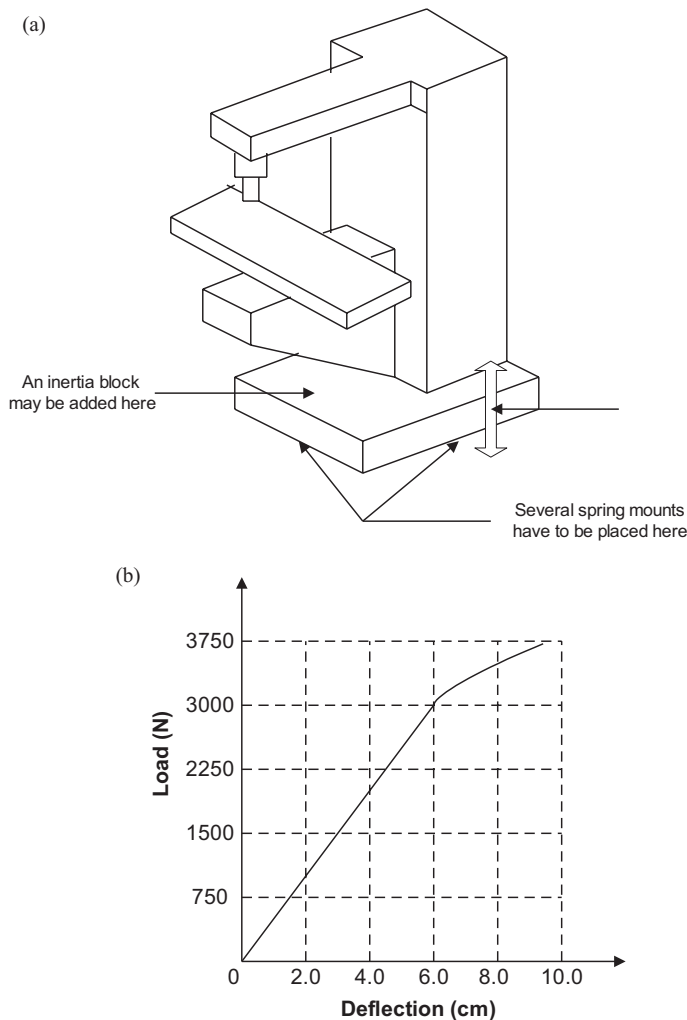 (a)
An inertia block
may be added here
Several spring mounts
have to be placed here
(b)
3750
3000
2250
1500
750
0
2.0
4.0
6.0
8.0
10.0
Load (N)
Deflection (cm)